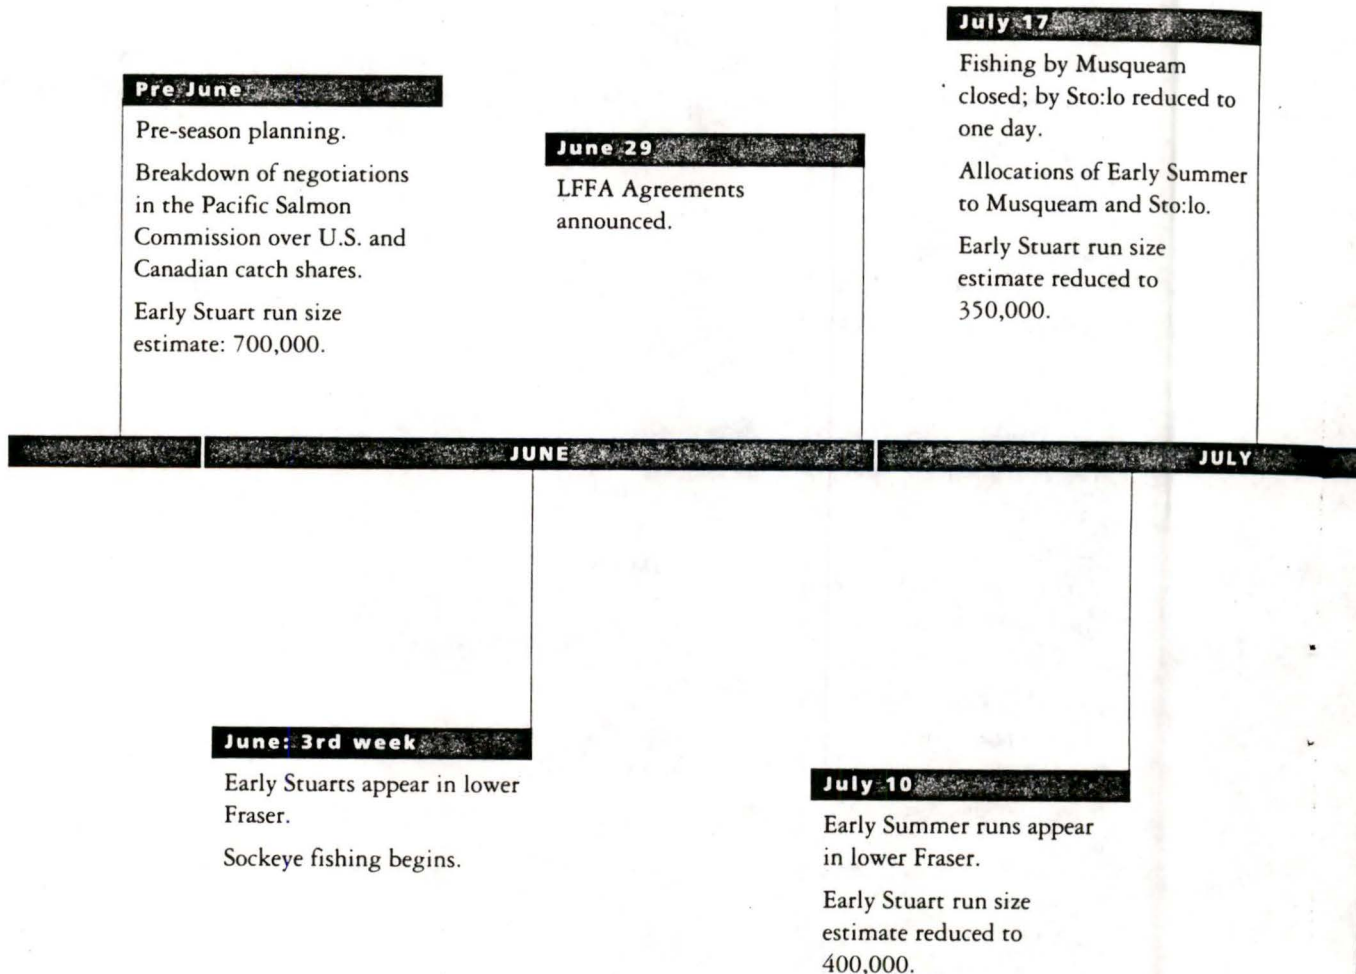 Pre June
Pre-season planning.
Breakdown of negotiations
in the Pacific Salmon
Commission over U.S. and
Canadian catch shares.
Early Stuart run size
estimate: 700,000.
June 29
LFFA Agreements
announced.
July 17
Fishing by Musqueam
closed; by Sto:lo reduced to
one day.
Allocations of Early Summer
to Musqueam and Sto:lo.
Early Stuart run size
estimate reduced to
350,000.
JUNE
JULY
June: 3rd week
Early Stuarts appear in lower
Fraser.
Sockeye fishing begins.
July 10
Early Summer runs appear
in lower Fraser.
Early Stuart run size
estimate reduced to
400,000.